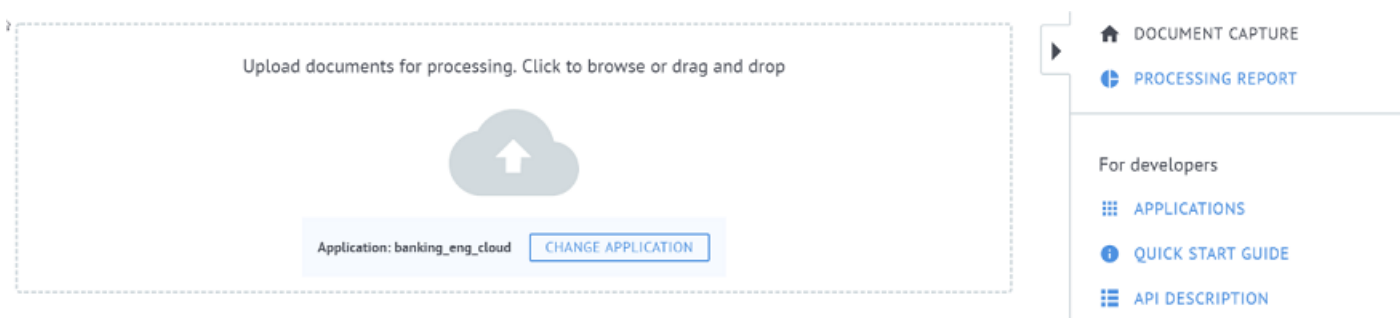 Upload documents for processing. Click to browse or drag and drop
Application: banking_eng_cloud
CHANGE APPLICATION
DOCUMENT CAPTURE
PROCESSING REPORT
For developers
APPLICATIONS
QUICK START GUIDE
API DESCRIPTION